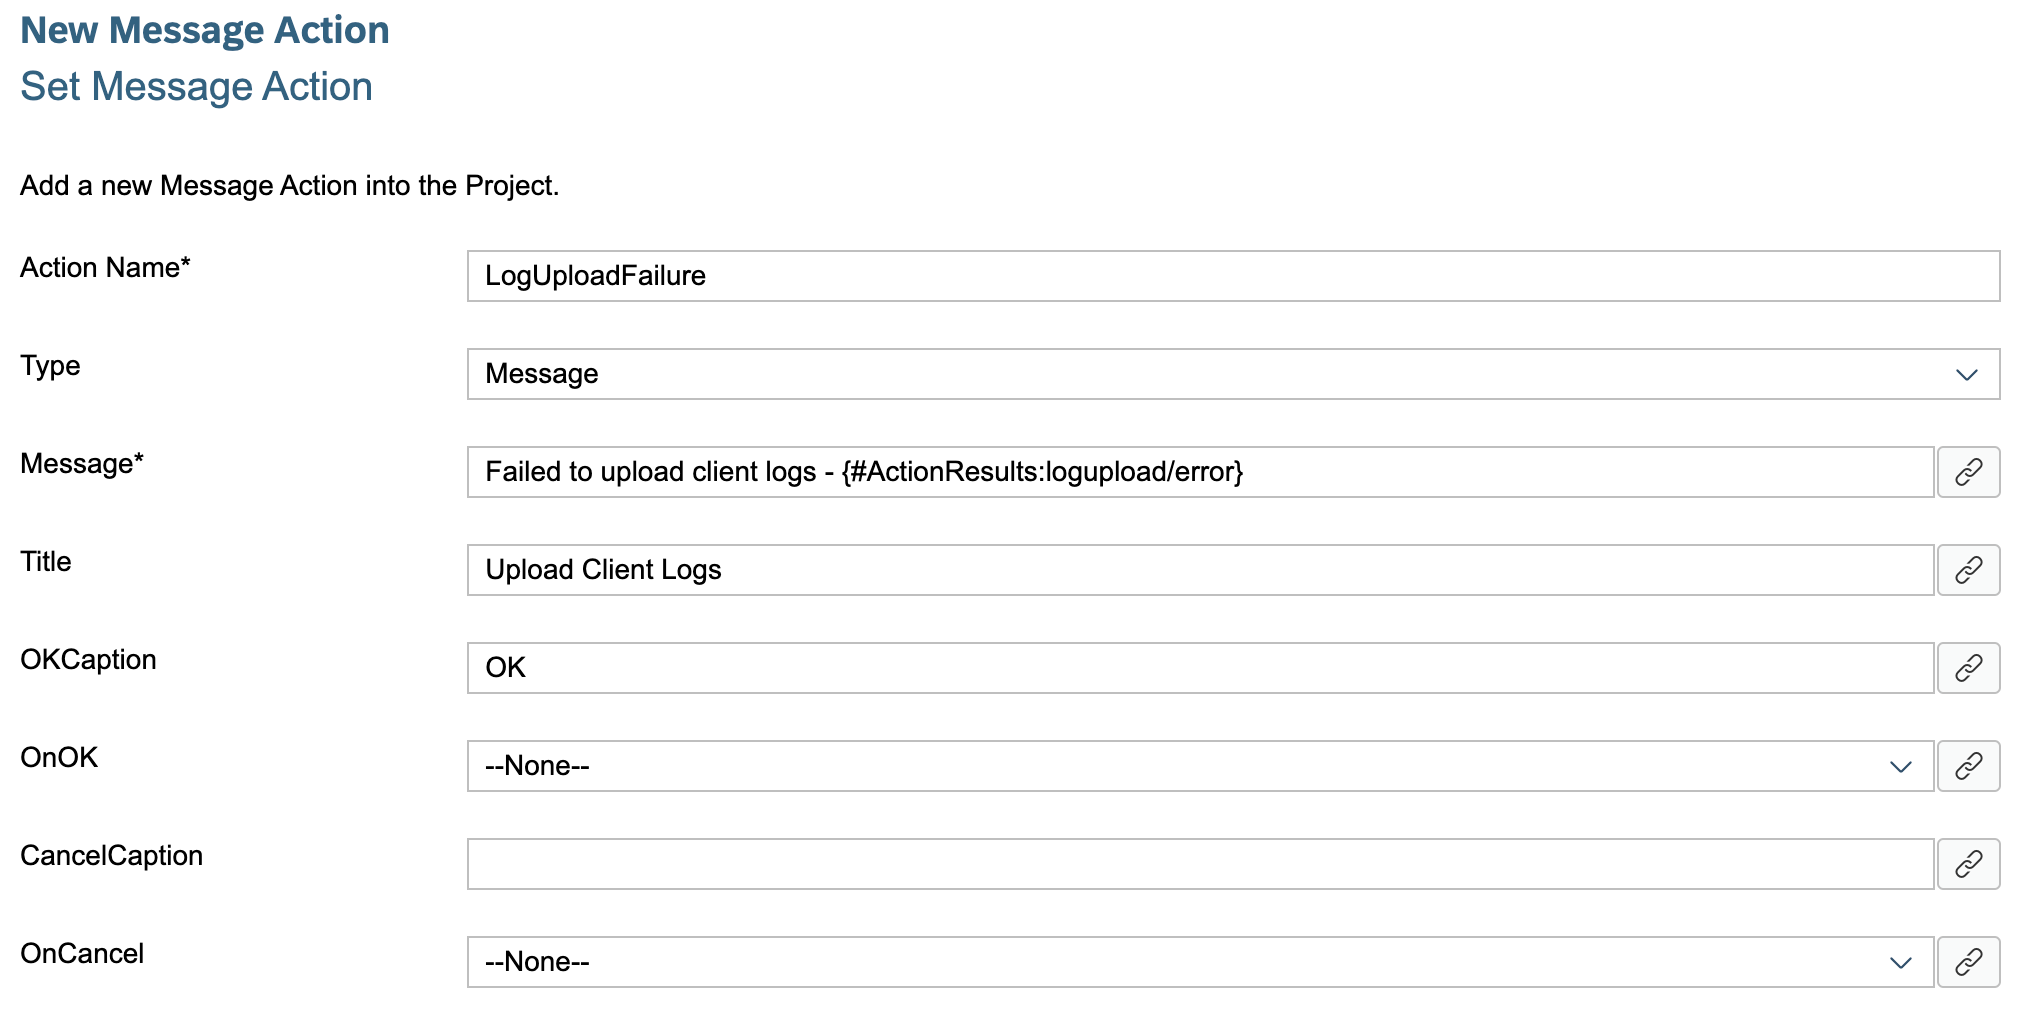 New Message Action
Set Message Action
Add a new Message Action into the Project.
Action Name*
LogUploadFailure
Type
Message
Message*
Failed to upload client logs - {#ActionResults:logupload/error}
Title
Upload Client Logs
OKCaption
OK
OnOK
--None--
CancelCaption
OnCancel
--None--